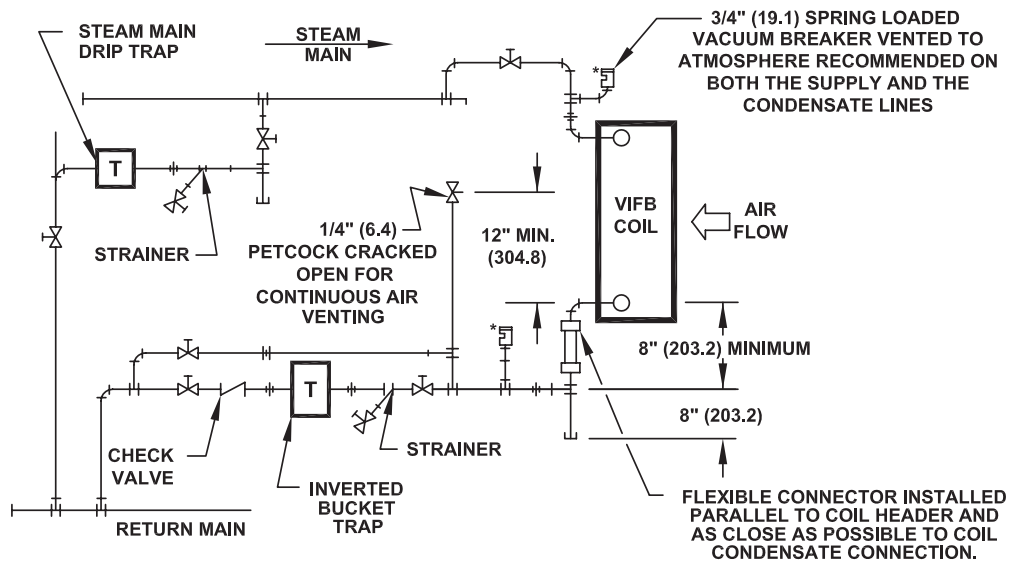 STEAM MAIN
DRIP TRAP
STEAM
MAIN
3/4" (19.1) SPRING LOADED
VACUUM BREAKER VENTED TO
ATMOSPHERE RECOMMENDED ON
BOTH THE SUPPLY AND THE
CONDENSATE LINES
*
T
STRAINER
1/4" (6.4)
PETCOCK CRACKED
OPEN FOR
CONTINUOUS AIR
VENTING
12" MIN.
(304.8)
VIFB
COIL
AIR
FLOW
*
8" (203.2) MINIMUM
T
8" (203.2)
CHECK
VALVE
STRAINER
INVERTED
BUCKET
TRAP
RETURN MAIN
FLEXIBLE CONNECTOR INSTALLED
PARALLEL TO COIL HEADER AND
AS CLOSE AS POSSIBLE TO COIL
CONDENSATE CONNECTION.